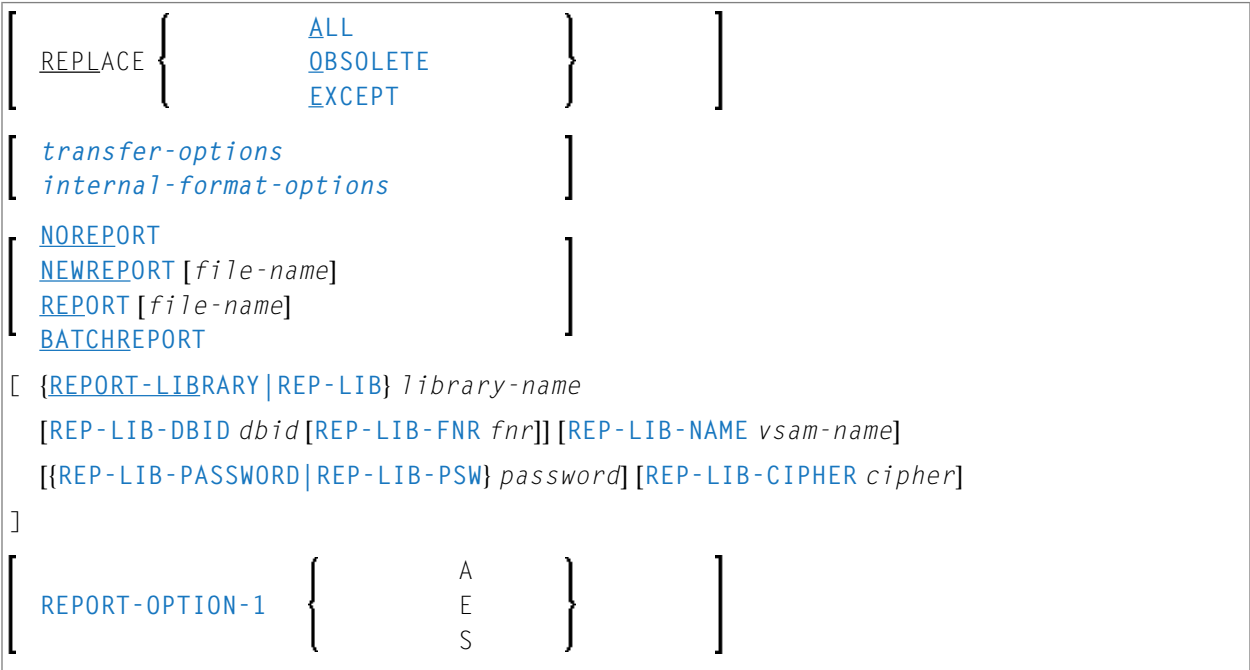 ALL
REPLACE { OBSOLETE }
EXCEPT
transfer-options
internal-format-options
NOREPORT
NEWREPORT [file-name]
REPORT [file-name]
BATCHREPORT
[ {REPORT-LIBRARY|REP-LIB} library-name
[REP-LIB-DBID dbid [REP-LIB-FNR fnr]] [REP-LIB-NAME vsam-name]
[{REP-LIB-PASSWORD|REP-LIB-PSW} password] [REP-LIB-CIPHER cipher]
]
A
REPORT-OPTION-1 { E }
S